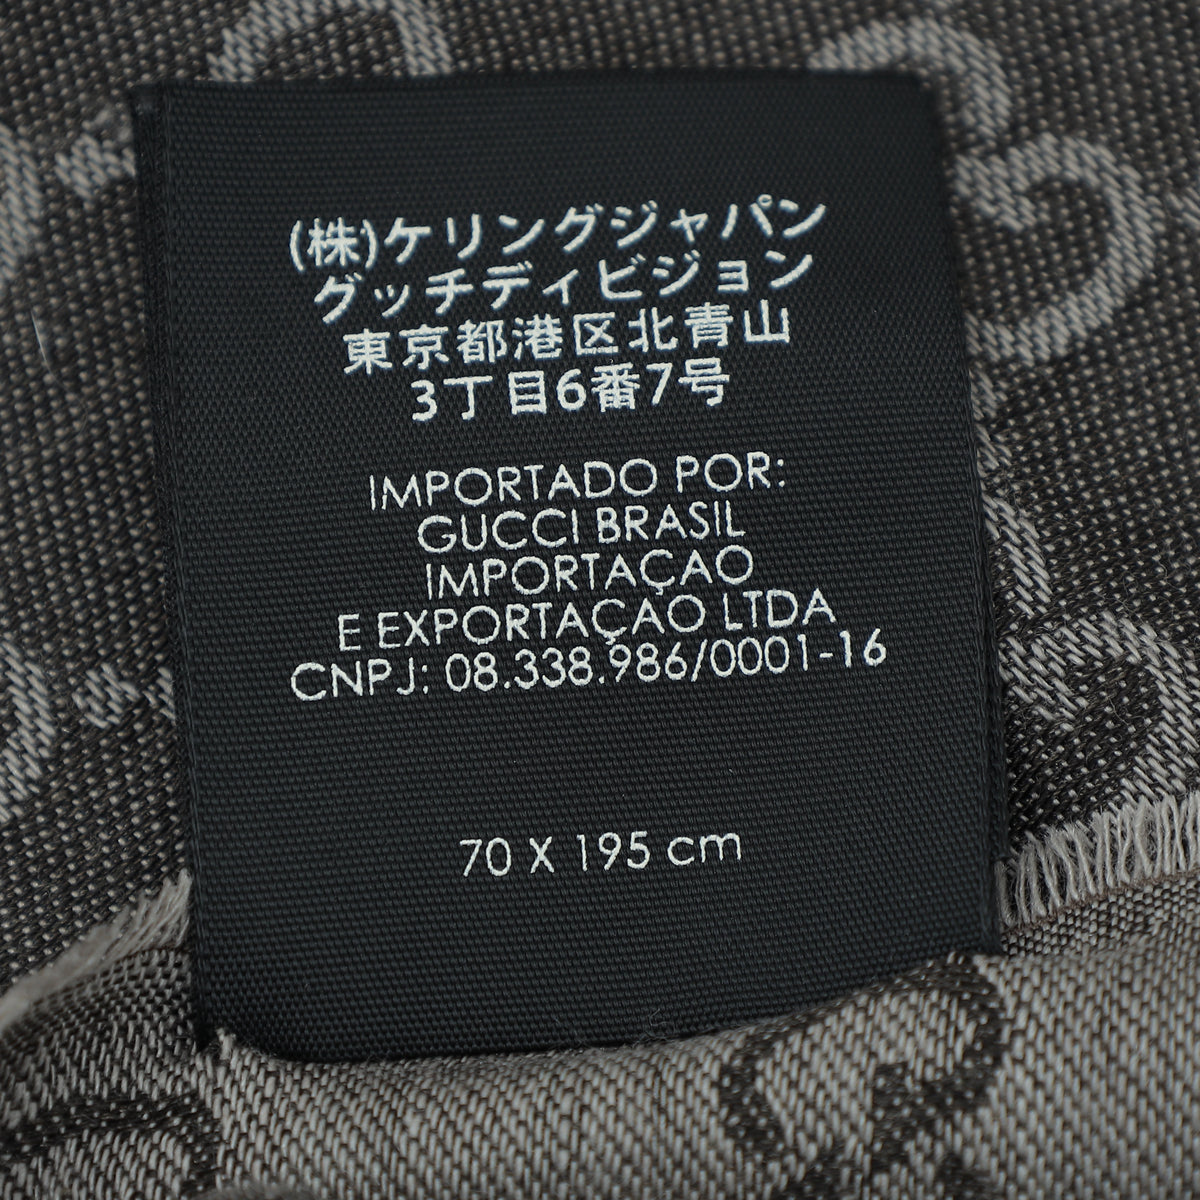 (株)ケリングジャパン
グッチディビジョン
東京都港区北青山
3丁目6番7号
IMPORTADO POR:
GUCCI BRASIL
IMPORTAÇAO
E EXPORTAÇAO LTDA
CNPJ: 08.338.986/0001-16
70 X 195 cm